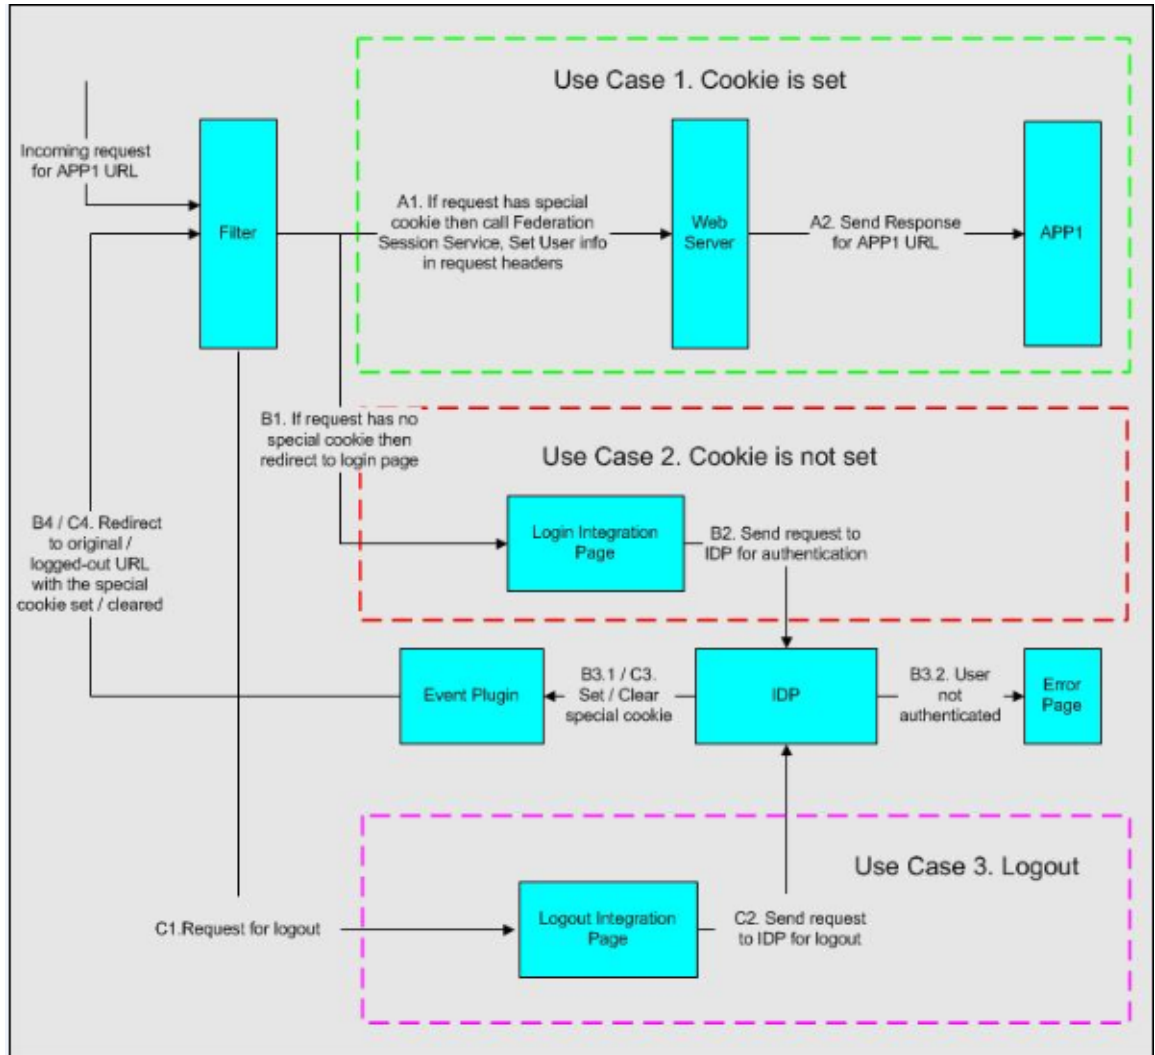 Use Case 1. Cookie is set
Incoming request
for APP1 URL
Filter
A1. If request has special
cookie then call Federation
Session Service, Set User info
in request headers
Web
Server
A2. Send Response
for APP1 URL
APP1
B1. If request has no
special cookie then
redirect to login page
Use Case 2. Cookie is not set
Login Integration
Page
B2. Send request to
IDP for authentication
B4 / C4. Redirect
to original /
logged-out URL
with the special
cookie set / cleared
Event Plugin
B3.1 / C3.
Set / Clear
special cookie
IDP
B3.2. User
not
authenticated
Error
Page
Use Case 3. Logout
C1.Request for logout
Logout Integration
Page
C2. Send request
to IDP for logout